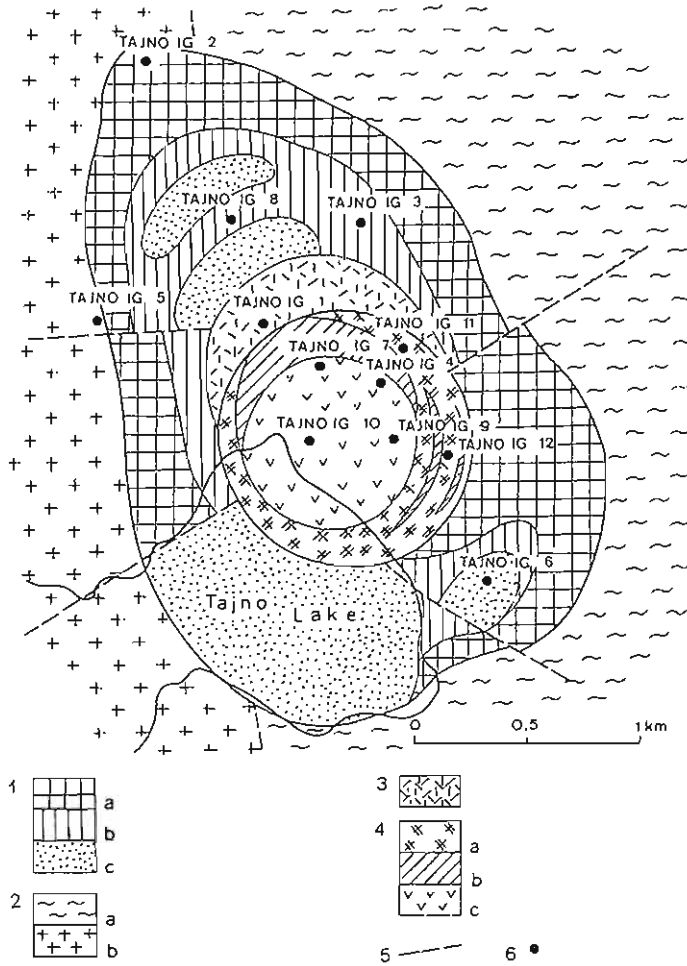 TAJNO IG 2
TAJNO IG 8
TAJNO IG 3
TAJNO IG 5
TAJNO IG 1
TAJNO IG 11
TAJNO IG 7
TAJNO IG 4
TAJNO IG 10
TAJNO IG 9
TAJNO IG 12
TAJNO IG 6
Tajno Lake
0 0,5 1 km
1
a
b
c
2
a
b
3
4
a
b
c
5
6